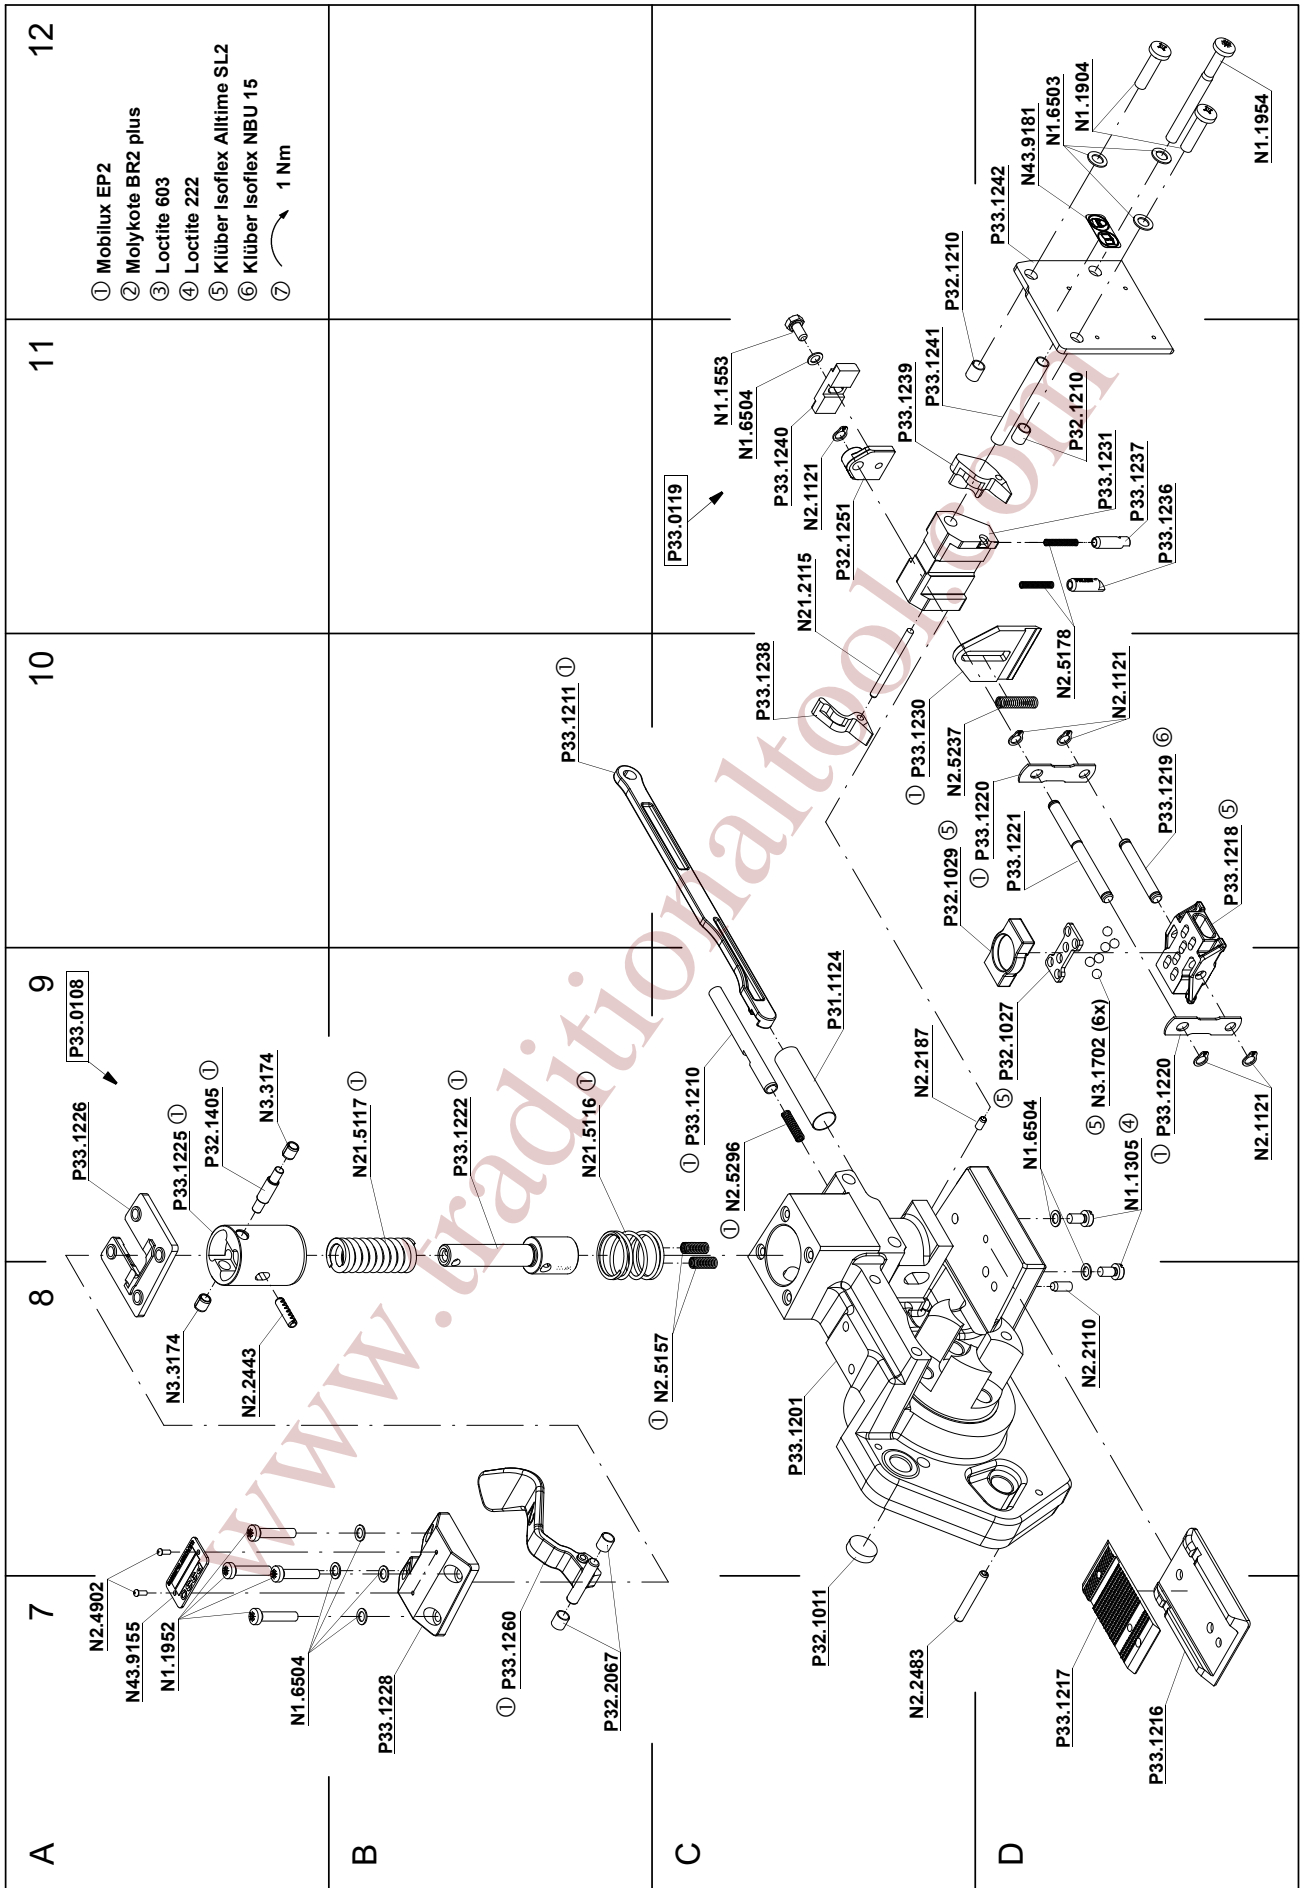 12
11
10
9
8
7
A
B
C
D
① Mobilux EP2
② Molykote BR2 plus
③ Loctite 603
④ Loctite 222
⑤ Klüber Isoflex Alltime SL2
⑥ Klüber Isoflex NBU 15
⑦ 1 Nm
P33.0108
P33.1226
P33.1225 ①
P32.1405 ①
N3.3174
N3.3174
N2.2443
N21.5117 ①
P33.1222 ①
N21.5116 ①
① N2.5157
N2.4902
N43.9155
N1.1952
N1.6504
P33.1228
① P33.1260
P32.2067
P33.1211 ①
① P33.1210
① N2.5296
P31.1124
P33.1201
P32.1011
N2.2483
N2.2187
P33.0119
N1.1553
N1.6504
P33.1240
N2.1121
P32.1251
N21.2115
P33.1238
P33.1239
P33.1241
P32.1210
P33.1242
N43.9181
N1.6503
N1.1904
N1.1954
P32.1210
P33.1231
P33.1237
P33.1236
N2.5178
① P33.1230
N2.5237
N2.1121
① P33.1220
P33.1221
P33.1219 ⑥
P33.1218 ⑤
P32.1029 ⑤
⑤ P32.1027
⑤ N3.1702 (6x)
① P33.1220
N2.1121
N1.6504
N1.1305 ④
N2.2110
P33.1217
P33.1216
www.traditionaltool.com